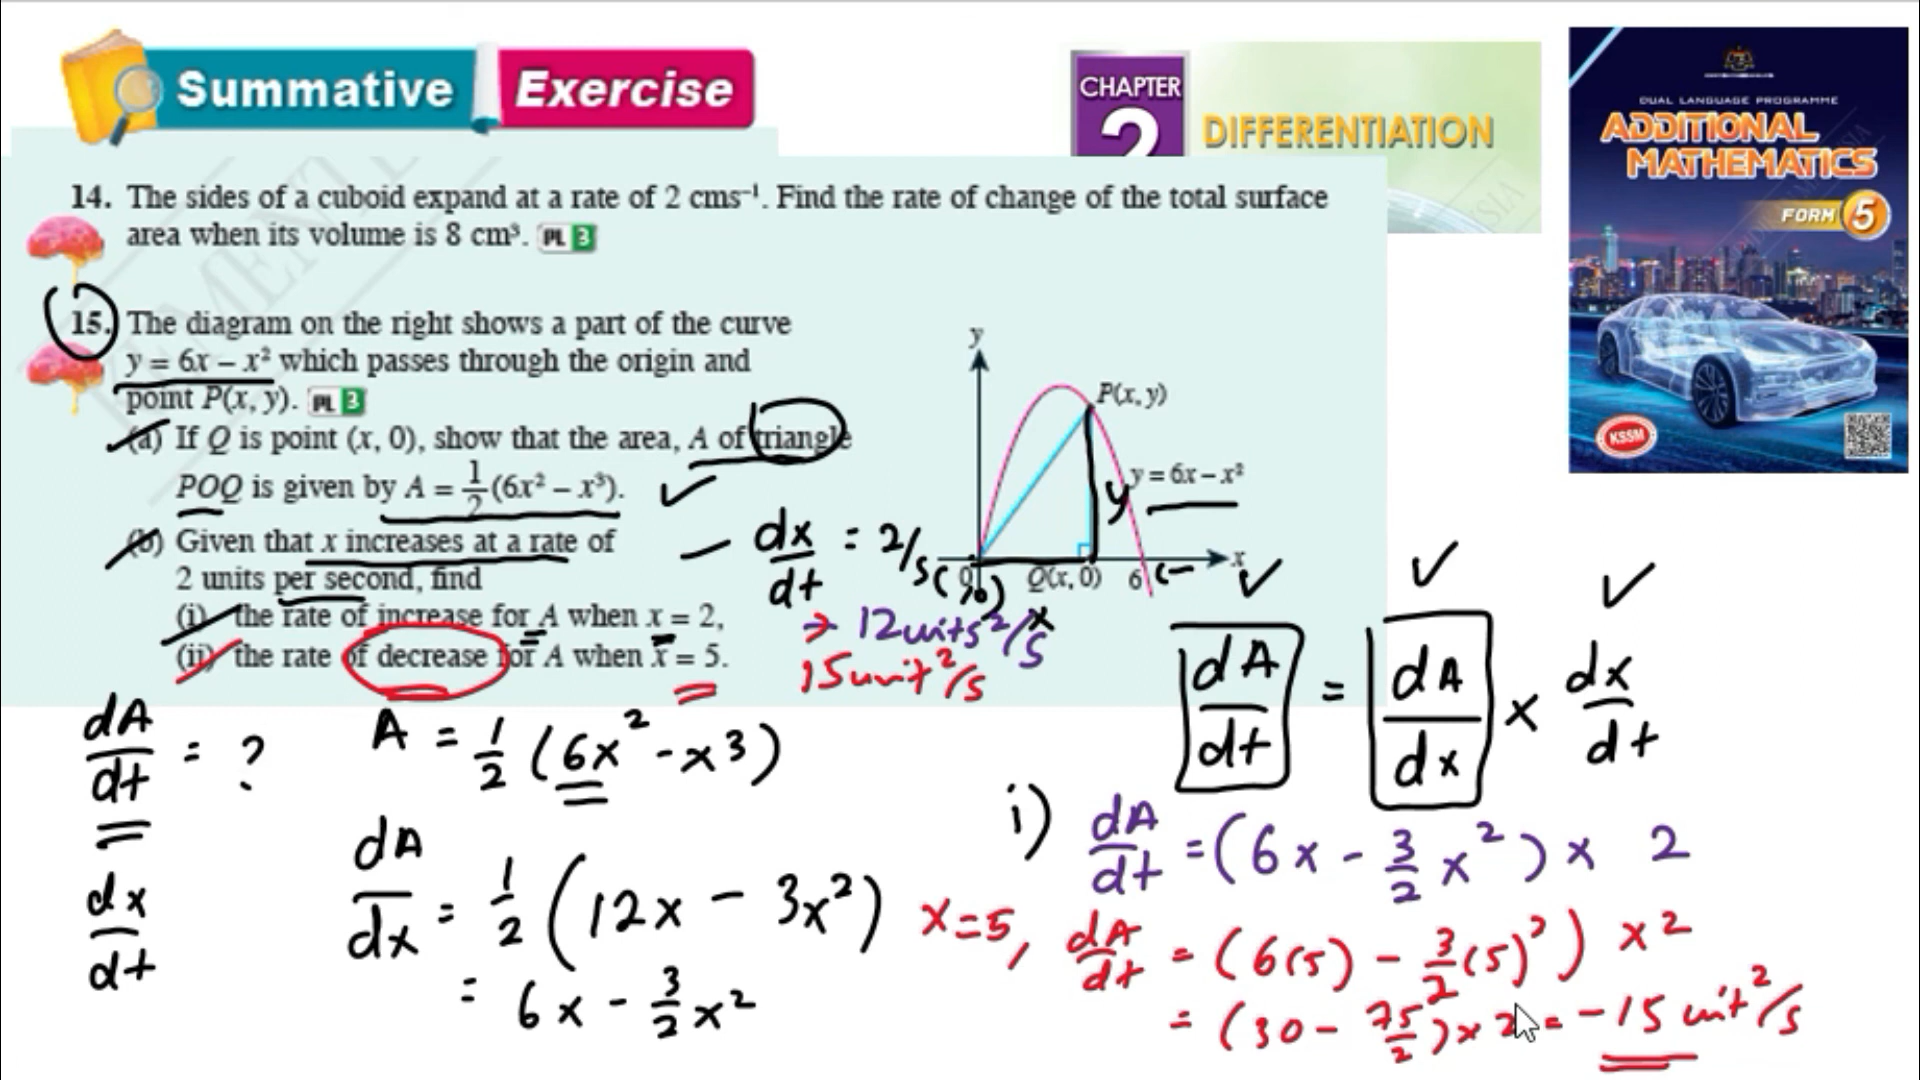 Summative Exercise
CHAPTER
2
DIFFERENTIATION
DUAL LANGUAGE PROGRAMME
ADDITIONAL
MATHEMATICS
FORM 5
KSSM
14. The sides of a cuboid expand at a rate of 2 cms⁻¹. Find the rate of change of the total surface
area when its volume is 8 cm³. PL 3
15. The diagram on the right shows a part of the curve
y = 6x – x² which passes through the origin and
point P(x, y). PL 3
(a) If Q is point (x, 0), show that the area, A of triangle
POQ is given by A = 1/2 (6x² – x³). ✓
(b) Given that x increases at a rate of
2 units per second, find
(i) the rate of increase for A when x = 2,
(ii) the rate of decrease for A when x = 5.
y
P(x, y)
y = 6x – x²
y
Q(x, 0)
6
x
x
dx/dt = 2/s
→ 12 units²/s
15 unit²/s
dA/dt = ?
dx/dt
A = 1/2 (6x² - x³)
dA/dx = 1/2 (12x - 3x²)
= 6x - 3/2 x²
✓ ✓ ✓
dA/dt = dA/dx × dx/dt
i) dA/dt = (6x - 3/2 x²) × 2
x=5, dA/dt = (6(5) - 3/2 (5)²) × 2
= (30 - 75/2) × 2 = -15 unit²/s